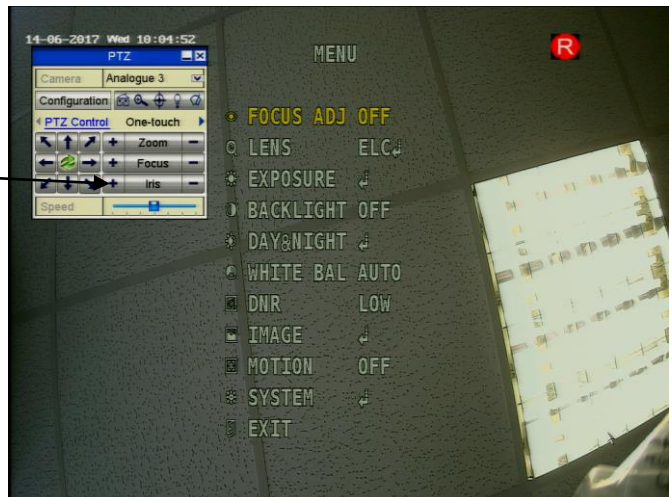 14-06-2017 Wed 10:04:52
PTZ
Camera Analogue 3
Configuration
PTZ Control One-touch
+ Zoom −
+ Focus −
+ Iris −
Speed
R
MENU
FOCUS ADJ OFF
LENS ELC↲
EXPOSURE ↲
BACKLIGHT OFF
DAY&NIGHT ↲
WHITE BAL AUTO
DNR LOW
IMAGE ↲
MOTION OFF
SYSTEM ↲
EXIT